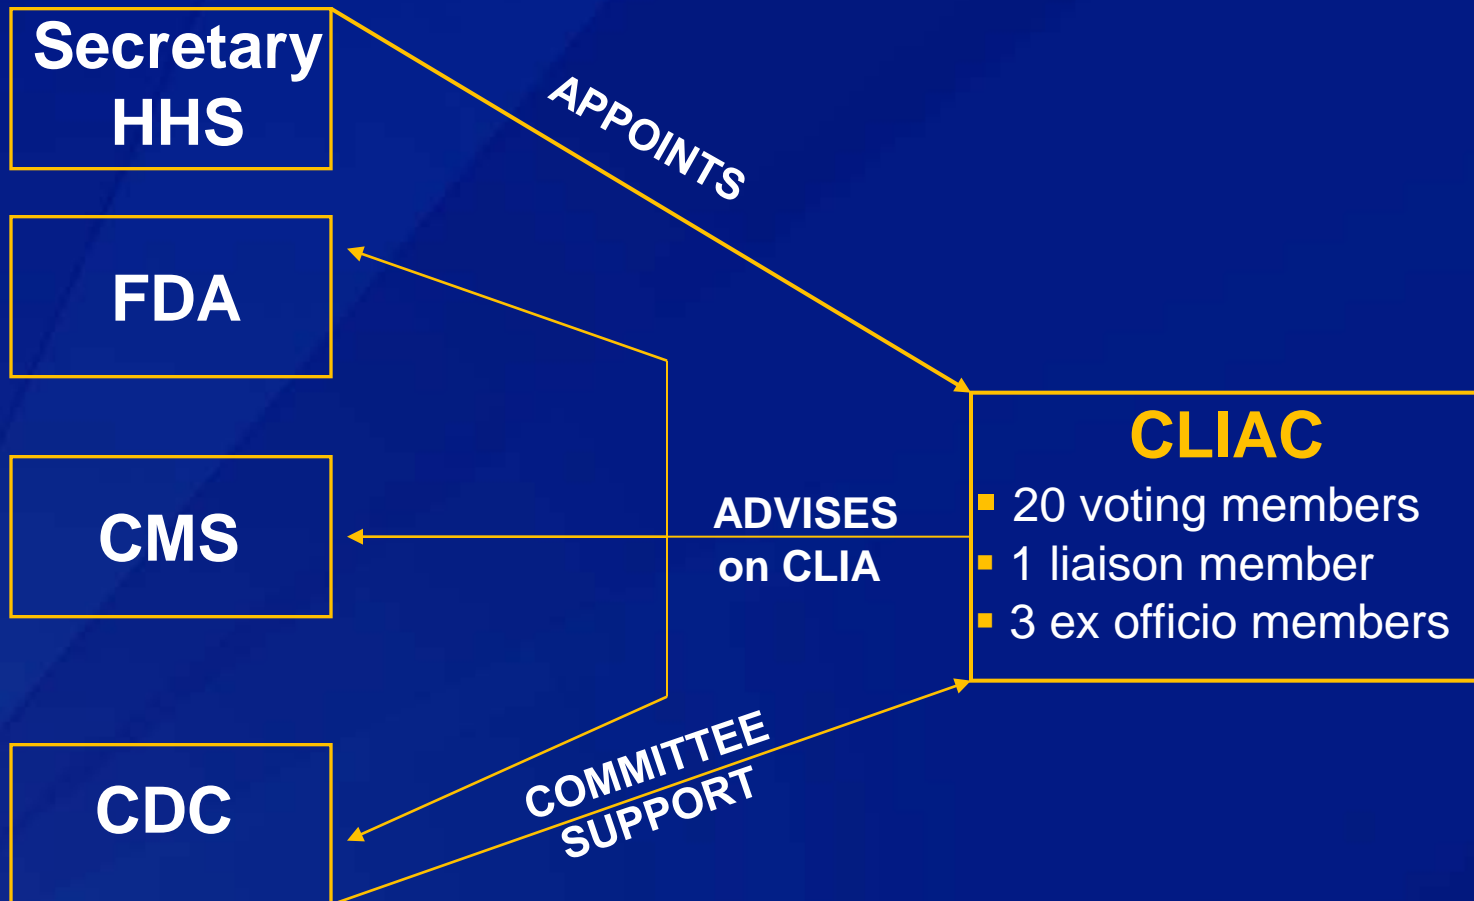 Secretary
HHS
APPOINTS
FDA
CLIAC
▪ 20 voting members
▪ 1 liaison member
▪ 3 ex officio members
CMS
ADVISES
on CLIA
CDC
COMMITTEE
SUPPORT